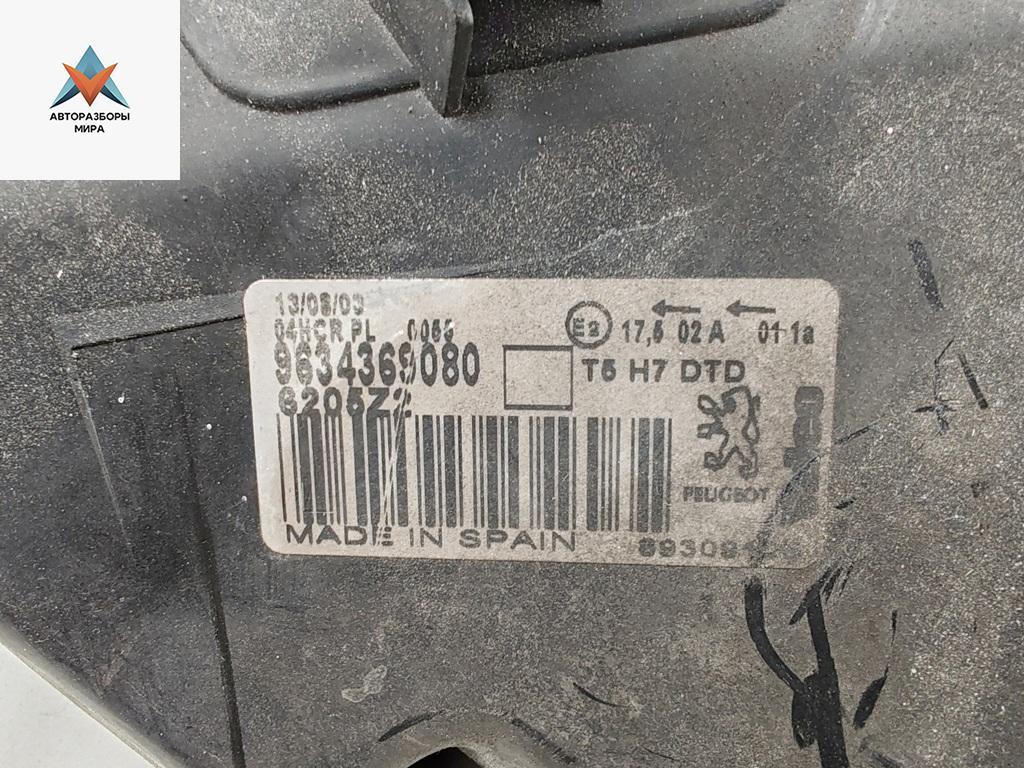 АВТОРАЗБОРЫ
МИРА
13/08/03
04HCR PL 0065
9634369080
6205Z2
E2 17,5 02 A 01 1a
T5 H7 DTD
PEUGEOT
MADE IN SPAIN